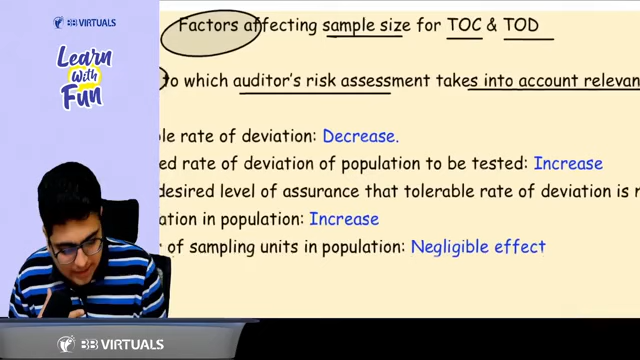 BB VIRTUALS
Learn
With
Fun
Factors affecting sample size for TOC & TOD
to which auditor's risk assessment takes into account relevan
le rate of deviation: Decrease.
ed rate of deviation of population to be tested: Increase
desired level of assurance that tolerable rate of deviation is n
ation in population: Increase
r of sampling units in population: Negligible effect
BB VIRTUALS